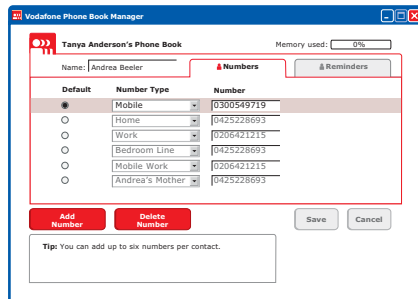 Vodafone Phone Book Manager
Tanya Anderson's Phone Book
Memory used: 0%
Name: Andrea Beeler
Numbers
Reminders
Default Number Type Number
Mobile 0300549719
Home 0425228693
Work 0206421215
Bedroom Line 0425228693
Mobile Work 0206421215
Andrea's Mother 0425228693
Add Number
Delete Number
Save Cancel
Tip: You can add up to six numbers per contact.